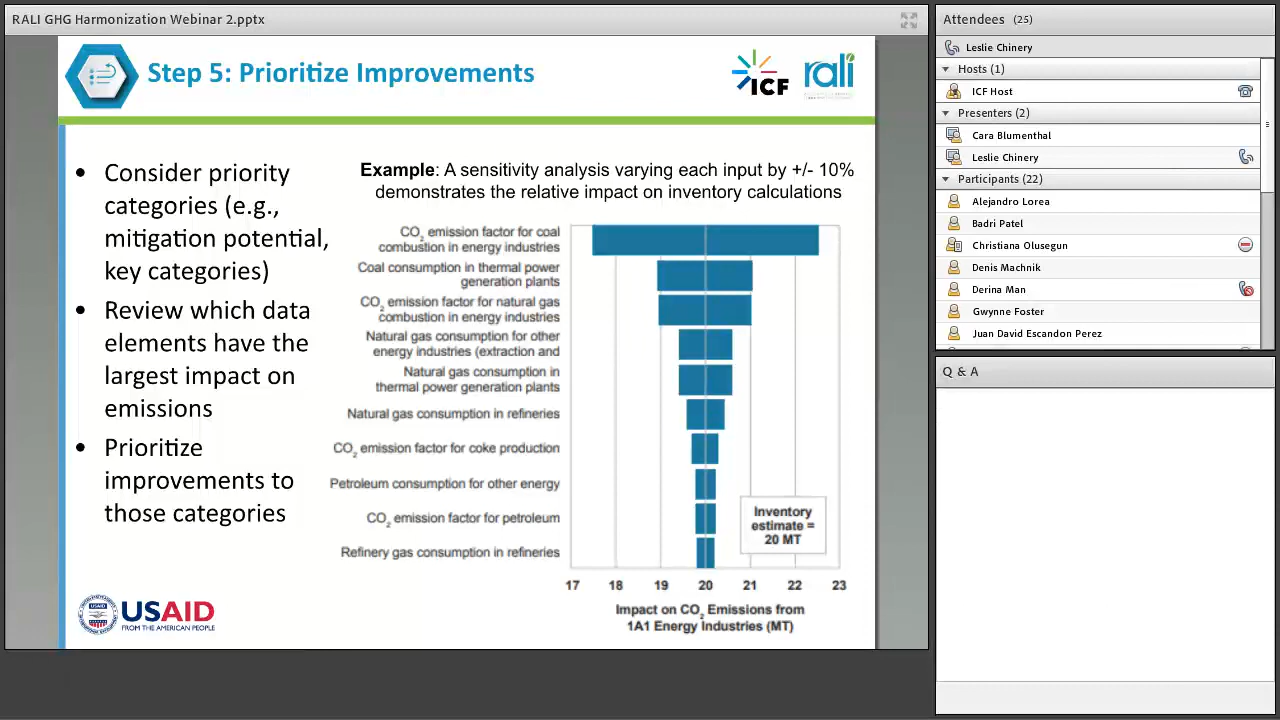 RALI GHG Harmonization Webinar 2.pptx
Step 5: Prioritize Improvements
ICF
rali
• Consider priority
categories (e.g.,
mitigation potential,
key categories)
• Review which data
elements have the
largest impact on
emissions
• Prioritize
improvements to
those categories
Example: A sensitivity analysis varying each input by +/- 10%
demonstrates the relative impact on inventory calculations
CO2 emission factor for coal
combustion in energy industries
Coal consumption in thermal power
generation plants
CO2 emission factor for natural gas
combustion in energy industries
Natural gas consumption for other
energy industries (extraction and
Natural gas consumption in
thermal power generation plants
Natural gas consumption in refineries
CO2 emission factor for coke production
Petroleum consumption for other energy
CO2 emission factor for petroleum
Refinery gas consumption in refineries
Inventory
estimate =
20 MT
17 18 19 20 21 22 23
Impact on CO2 Emissions from
1A1 Energy Industries (MT)
USAID
FROM THE AMERICAN PEOPLE
Attendees (25)
Leslie Chinery
Hosts (1)
ICF Host
Presenters (2)
Cara Blumenthal
Leslie Chinery
Participants (22)
Alejandro Lorea
Badri Patel
Christiana Olusegun
Denis Machnik
Derina Man
Gwynne Foster
Juan David Escandon Perez
Q & A